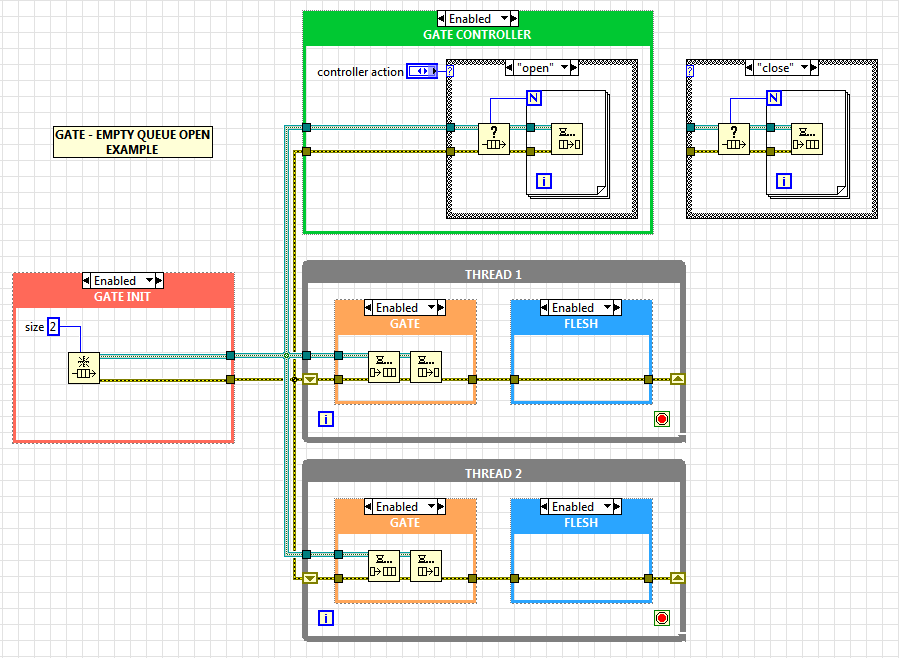 Enabled
GATE CONTROLLER
controller action
?
"open"
?
"close"
N
N
?
?
i
i
GATE - EMPTY QUEUE OPEN
EXAMPLE
THREAD 1
Enabled
GATE INIT
Enabled
GATE
Enabled
FLESH
size 2
i
THREAD 2
Enabled
GATE
Enabled
FLESH
i